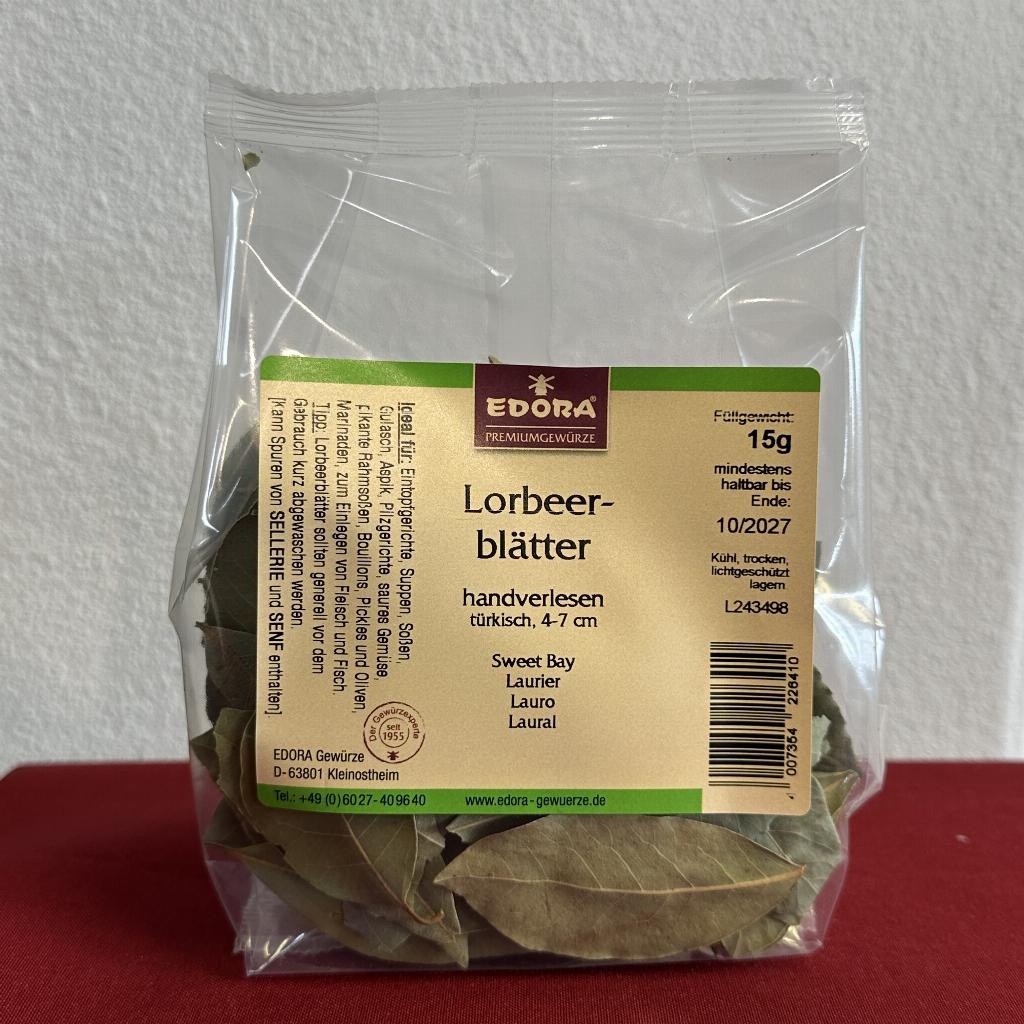 EDORA®
PREMIUMGEWÜRZE
Lorbeer-
blätter
handverlesen
türkisch, 4-7 cm
Sweet Bay
Laurier
Lauro
Laural
Ideal für: Eintopfgerichte, Suppen, Soßen,
Gulasch, Aspik, Pilzgerichte, saures Gemüse,
pikante Rahmsoßen, Bouillons, Pickles und Oliven,
Marinaden, zum Einlegen von Fleisch und Fisch.
Tipp: Lorbeerblätter sollten generell vor dem
Gebrauch kurz abgewaschen werden.
[Kann Spuren von SELLERIE und SENF enthalten]
Der Gewürzexperte
seit
1955
EDORA Gewürze
D-63801 Kleinostheim
Tel.: +49 (0)6027-409640
www.edora-gewuerze.de
Füllgewicht:
15g
mindestens
haltbar bis
Ende:
10/2027
Kühl, trocken,
lichtgeschützt
lagern
L243498
4 007354 226410